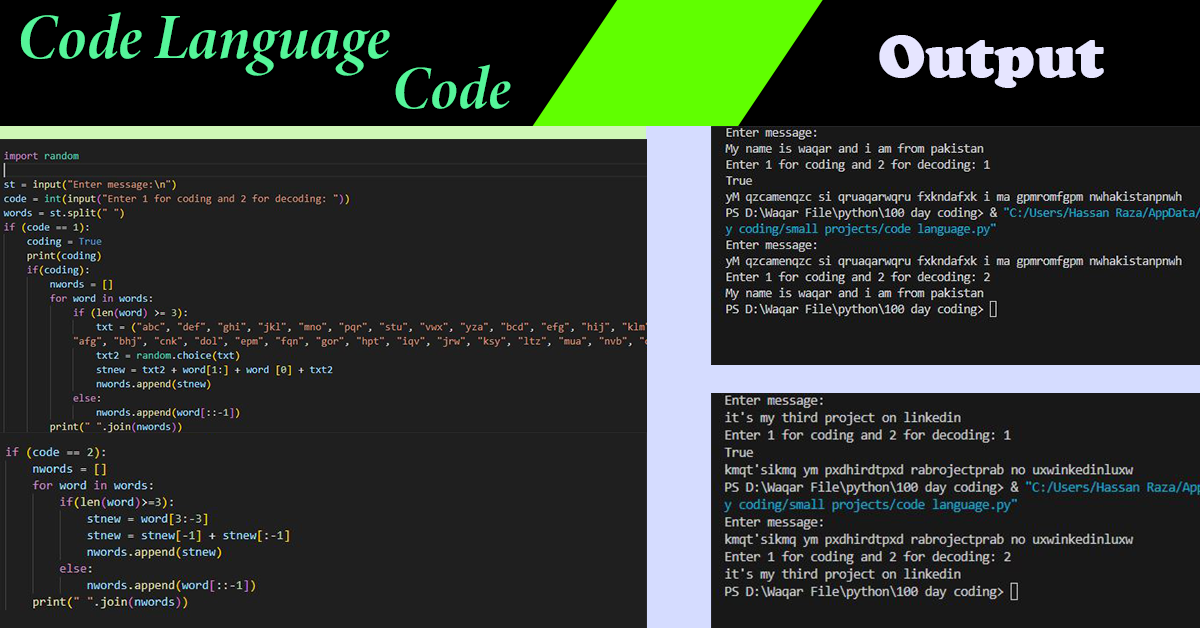 Code Language
Code
Output
import random
st = input("Enter message:\n")
code = int(input("Enter 1 for coding and 2 for decoding: "))
words = st.split(" ")
if (code == 1):
    coding = True
    print(coding)
    if(coding):
        nwords = []
        for word in words:
            if (len(word) >= 3):
                txt = ("abc", "def", "ghi", "jkl", "mno", "pqr", "stu", "vwx", "yza", "bcd", "efg", "hij", "klm"
            "afg", "bhj", "cnk", "dol", "epm", "fqn", "gor", "hpt", "iqv", "jrw", "ksy", "ltz", "mua", "nvb",
                txt2 = random.choice(txt)
                stnew = txt2 + word[1:] + word [0] + txt2
                nwords.append(stnew)
            else:
                nwords.append(word[::-1])
        print(" ".join(nwords))
if (code == 2):
    nwords = []
    for word in words:
        if(len(word)>=3):
            stnew = word[3:-3]
            stnew = stnew[-1] + stnew[:-1]
            nwords.append(stnew)
        else:
            nwords.append(word[::-1])
    print(" ".join(nwords))
Enter message:
My name is waqar and i am from pakistan
Enter 1 for coding and 2 for decoding: 1
True
yM qzcamenqzc si qruaqarwqru fxkndafxk i ma gpmromfgpm nwhakistanpnwh
PS D:\Waqar File\python\100 day coding> & "C:/Users/Hassan Raza/AppData/
y coding/small projects/code language.py"
Enter message:
yM qzcamenqzc si qruaqarwqru fxkndafxk i ma gpmromfgpm nwhakistanpnwh
Enter 1 for coding and 2 for decoding: 2
My name is waqar and i am from pakistan
PS D:\Waqar File\python\100 day coding>
Enter message:
it's my third project on linkedin
Enter 1 for coding and 2 for decoding: 1
True
kmqt'sikmq ym pxdhirdtpxd rabrojectprab no uxwinkedinluxw
PS D:\Waqar File\python\100 day coding> & "C:/Users/Hassan Raza/App
y coding/small projects/code language.py"
Enter message:
kmqt'sikmq ym pxdhirdtpxd rabrojectprab no uxwinkedinluxw
Enter 1 for coding and 2 for decoding: 2
it's my third project on linkedin
PS D:\Waqar File\python\100 day coding>